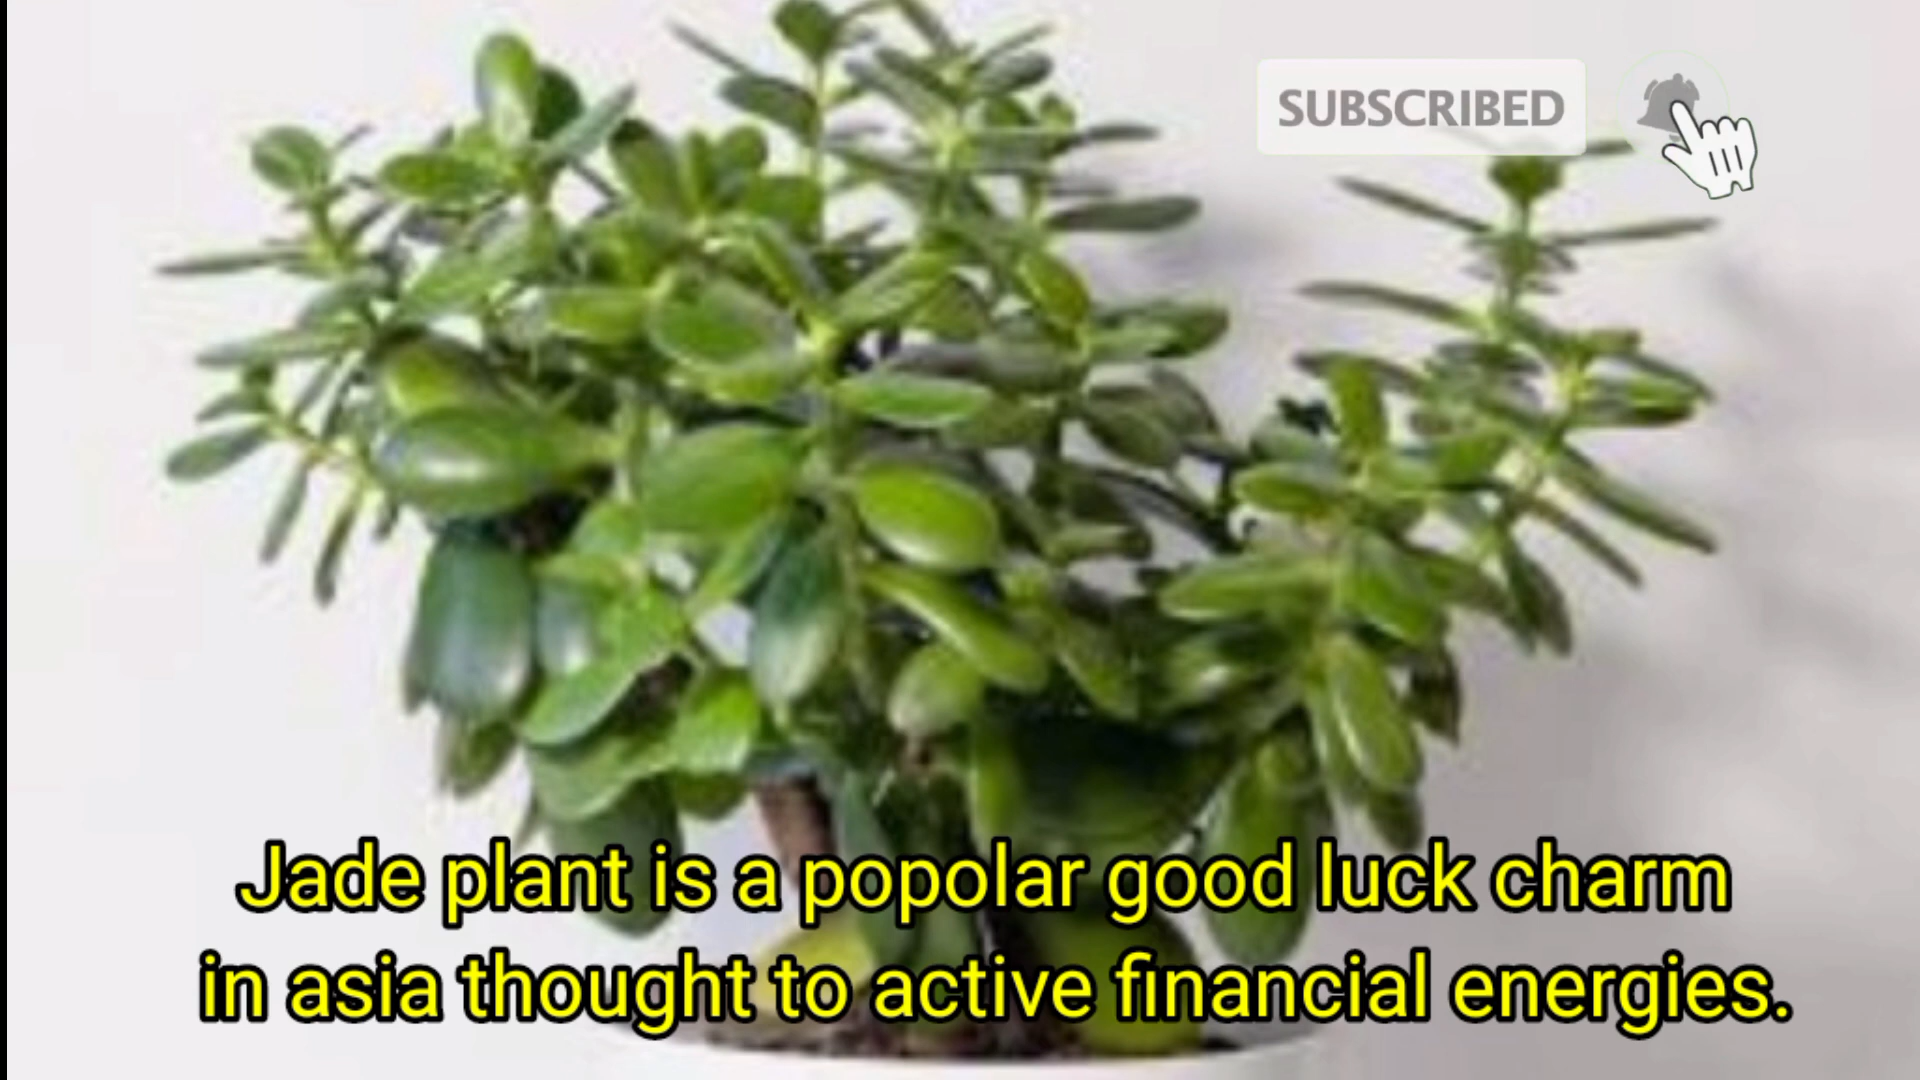 SUBSCRIBED
Jade plant is a popolar good luck charm
in asia thought to active financial energies.